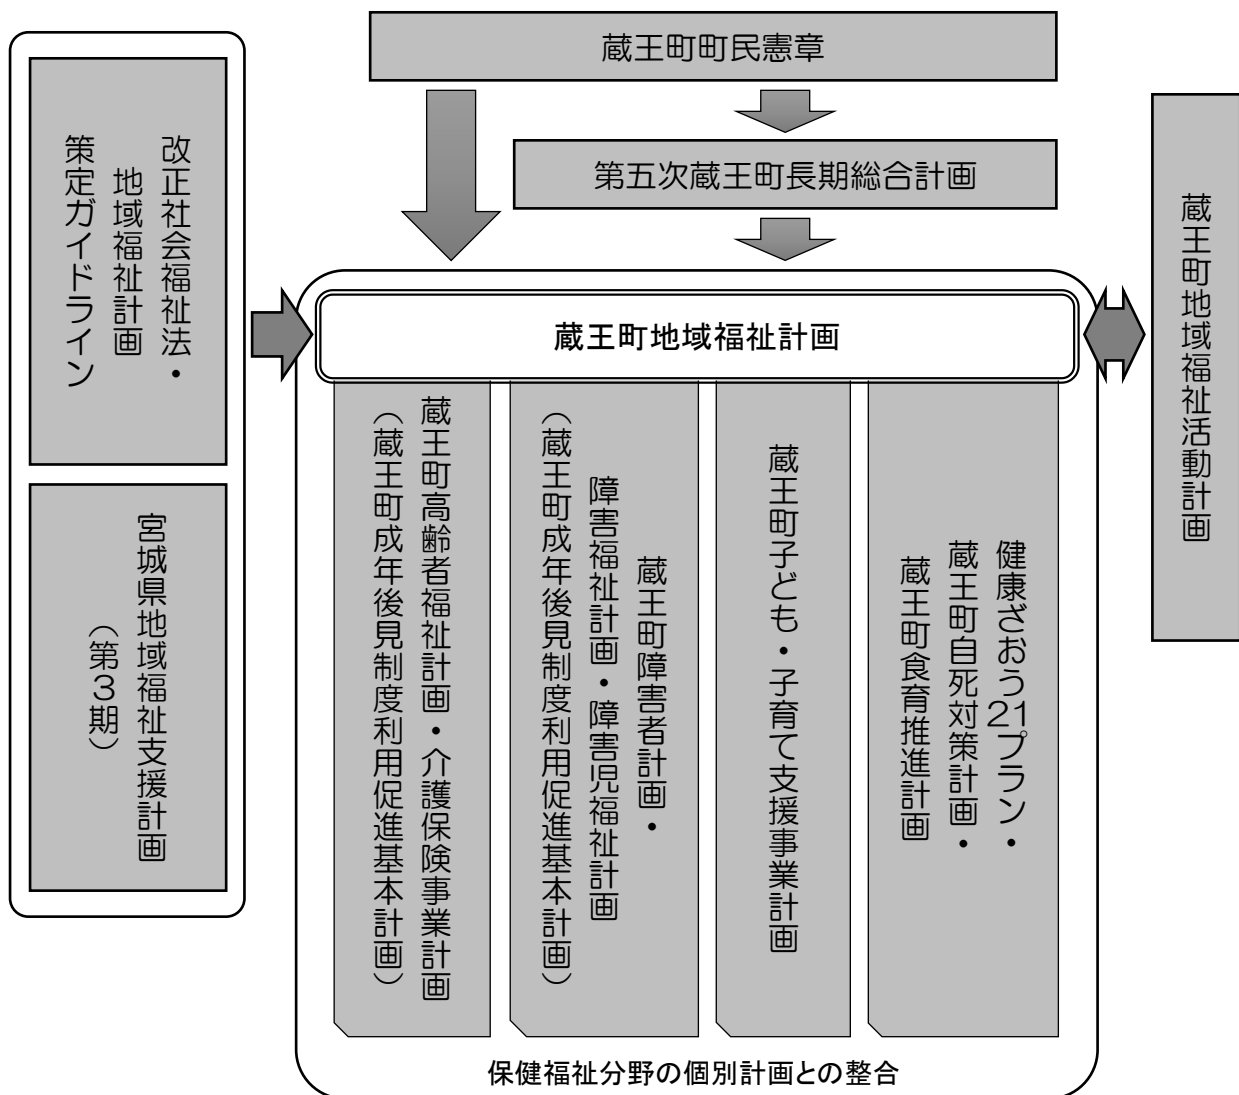 蔵王町町民憲章
第五次蔵王町長期総合計画
改正社会福祉法・
地域福祉計画
策定ガイドライン
宮城県地域福祉支援計画
（第３期）
蔵王町地域福祉計画
蔵王町地域福祉活動計画
蔵王町高齢者福祉計画・介護保険事業計画
（蔵王町成年後見制度利用促進基本計画）
蔵王町障害者計画・
障害福祉計画・障害児福祉計画
（蔵王町成年後見制度利用促進基本計画）
蔵王町子ども・子育て支援事業計画
健康ざおう21プラン・
蔵王町自死対策計画・
蔵王町食育推進計画
保健福祉分野の個別計画との整合